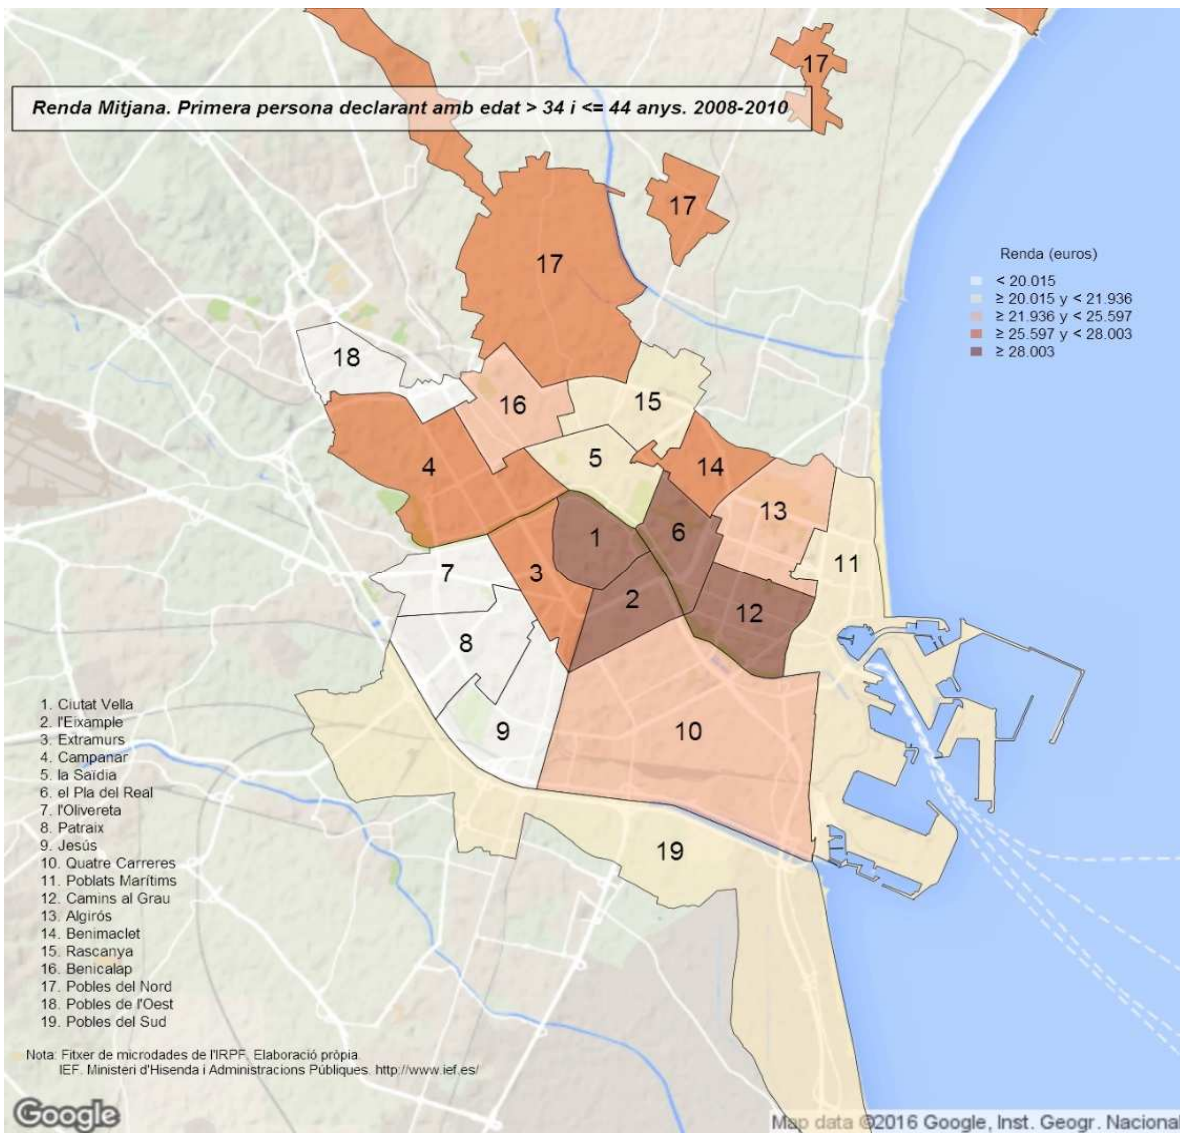 Renda Mitjana. Primera persona declarant amb edat > 34 i <= 44 anys. 2008-2010
17
17
17
Renda (euros)
< 20.015
≥ 20.015 y < 21.936
≥ 21.936 y < 25.597
≥ 25.597 y < 28.003
≥ 28.003
18
16
15
4
5
14
13
1
6
11
7
3
2
12
8
9
10
19
1. Ciutat Vella
2. l'Eixample
3. Extramurs
4. Campanar
5. la Saïdia
6. el Pla del Real
7. l'Olivereta
8. Patraix
9. Jesús
10. Quatre Carreres
11. Poblats Marítims
12. Camins al Grau
13. Algirós
14. Benimaclet
15. Rascanya
16. Benicalap
17. Pobles del Nord
18. Pobles de l'Oest
19. Pobles del Sud
Nota: Fitxer de microdades de l'IRPF. Elaboració pròpia.
IEF. Ministeri d'Hisenda i Administracions Públiques. http://www.ief.es/
Google
Map data ©2016 Google, Inst. Geogr. Nacional